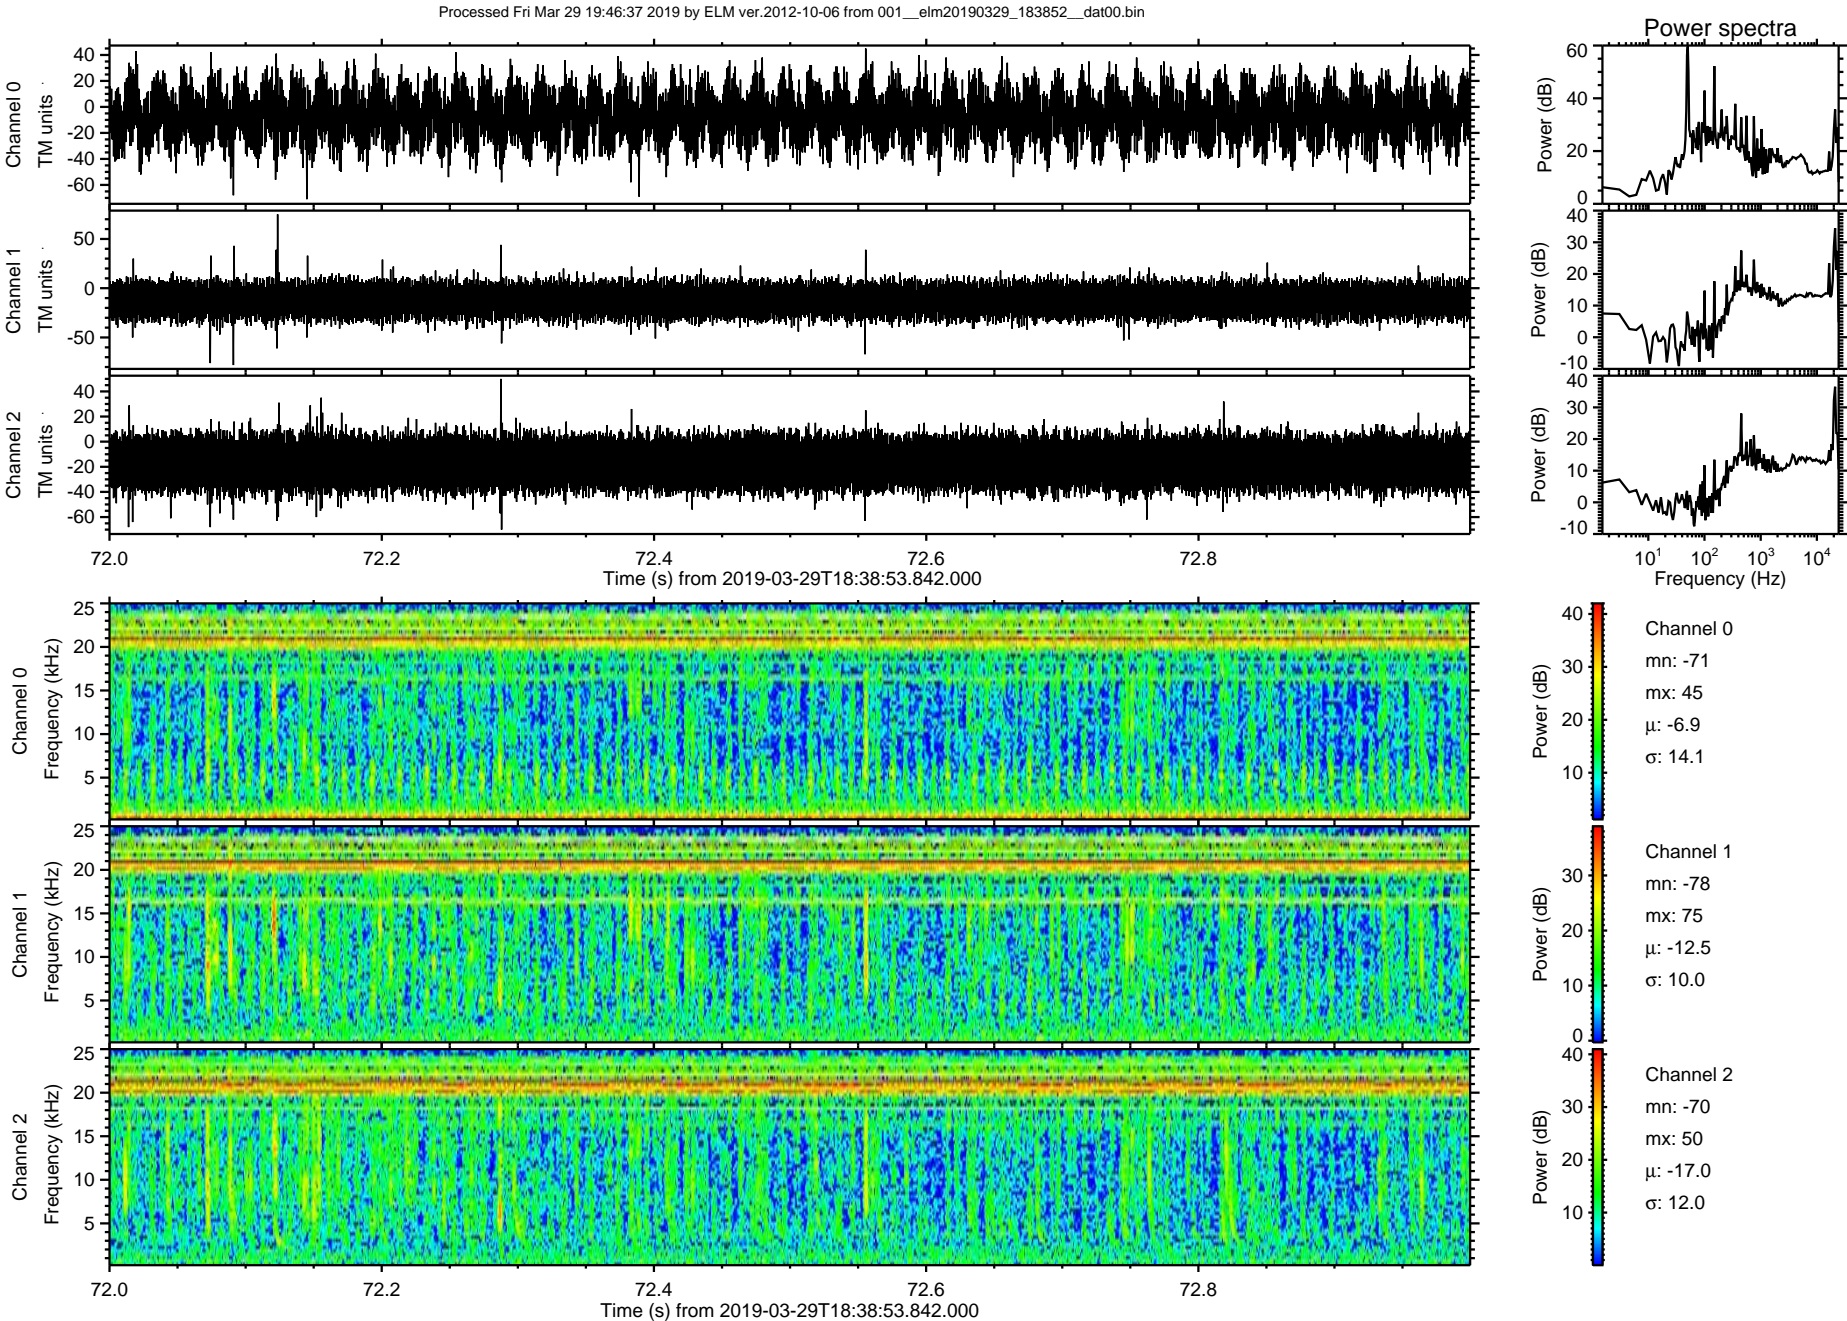 Processed Fri Mar 29 19:46:37 2019 by ELM ver.2012-10-06 from 001__elm20190329_183852__dat00.bin
Power spectra
Channel 0
TM units
40
20
0
-20
-40
-60
Power (dB)
60
40
20
0
Channel 1
TM units
50
0
-50
Power (dB)
40
30
20
10
0
-10
Channel 2
TM units
40
20
0
-20
-40
-60
Power (dB)
40
30
20
10
0
-10
72.0 72.2 72.4 72.6 72.8
Time (s) from 2019-03-29T18:38:53.842.000
10¹ 10² 10³ 10⁴
Frequency (Hz)
Channel 0
Frequency (kHz)
25
20
15
10
5
Power (dB)
40
30
20
10
Channel 0
mn: -71
mx: 45
μ: -6.9
σ: 14.1
Channel 1
Frequency (kHz)
25
20
15
10
5
Power (dB)
30
20
10
0
Channel 1
mn: -78
mx: 75
μ: -12.5
σ: 10.0
Channel 2
Frequency (kHz)
25
20
15
10
5
Power (dB)
40
30
20
10
Channel 2
mn: -70
mx: 50
μ: -17.0
σ: 12.0
72.0 72.2 72.4 72.6 72.8
Time (s) from 2019-03-29T18:38:53.842.000